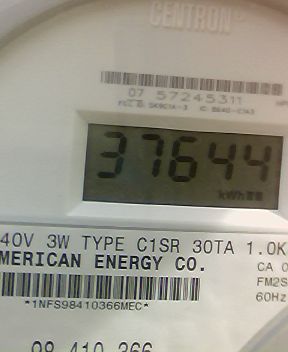 CENTRON®
07 57245311
37644
kWh
40V 3W TYPE C1SR 30TA 1.0K
MERICAN ENERGY CO.
CA 0
FM2S
60Hz
*1NFS98410366MEC*
98 410 366